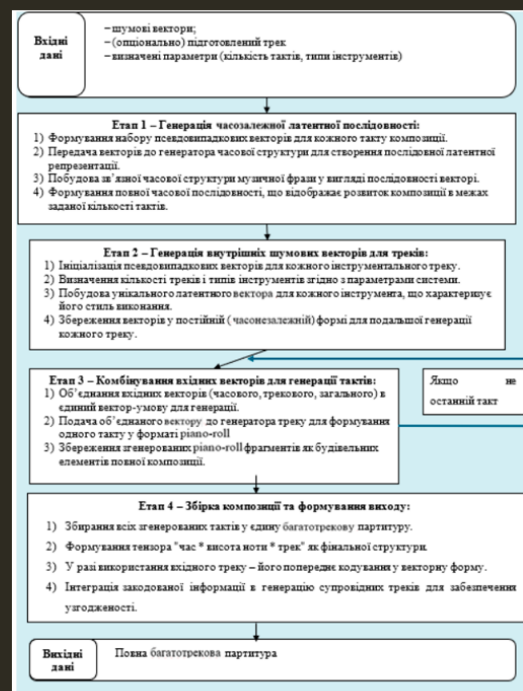 Вхідні
дані
– шумові вектори;
– (опціонально) підготовлений трек
– визначені параметри (кількість тактів, типи інструментів)
Етап 1 – Генерація часозалежної латентної послідовності:
1) Формування набору псевдовипадкових векторів для кожного такту композиції.
2) Передача векторів до генератора часової структури для створення послідовної латентної
репрезентації.
3) Побудова зв’язної часової структури музичної фрази у вигляді послідовності векторі.
4) Формування повної часової послідовності, що відображає розвиток композиції в межах
заданої кількості тактів.
Етап 2 – Генерація внутрішніх шумових векторів для треків:
1) Ініціалізація псевдовипадкових векторів для кожного інструментального треку.
2) Визначення кількості треків і типів інструментів згідно з параметрами системи.
3) Побудова унікального латентного вектора для кожного інструмента, що характеризує
його стиль виконання.
4) Збереження векторів у постійній (часонезалежній) формі для подальшої генерації
кожного треку.
Етап 3 – Комбінування вхідних векторів для генерації тактів:
1) Об’єднання вхідних векторів (часового, трекового, загального) в
єдиний вектор-умову для генерації.
2) Подача об’єднаного вектору до генератора треку для формування
одного такту у форматі piano-roll
3) Збереження згенерованих piano-roll фрагментів як будівельних
елементів повної композиції.
Якщо не
останній такт
Етап 4 – Збірка композиції та формування виходу:
1) Збирання всіх згенерованих тактів у єдину багатотрекову партитуру.
2) Формування тензора "час * висота ноти * трек" як фінальної структури.
3) У разі використання вхідного треку – його попереднє кодування у векторну форму.
4) Інтеграція закодованої інформації в генерацію супровідних треків для забезпечення
узгодженості.
Вихідні
дані
Повна багатотрекова партитура